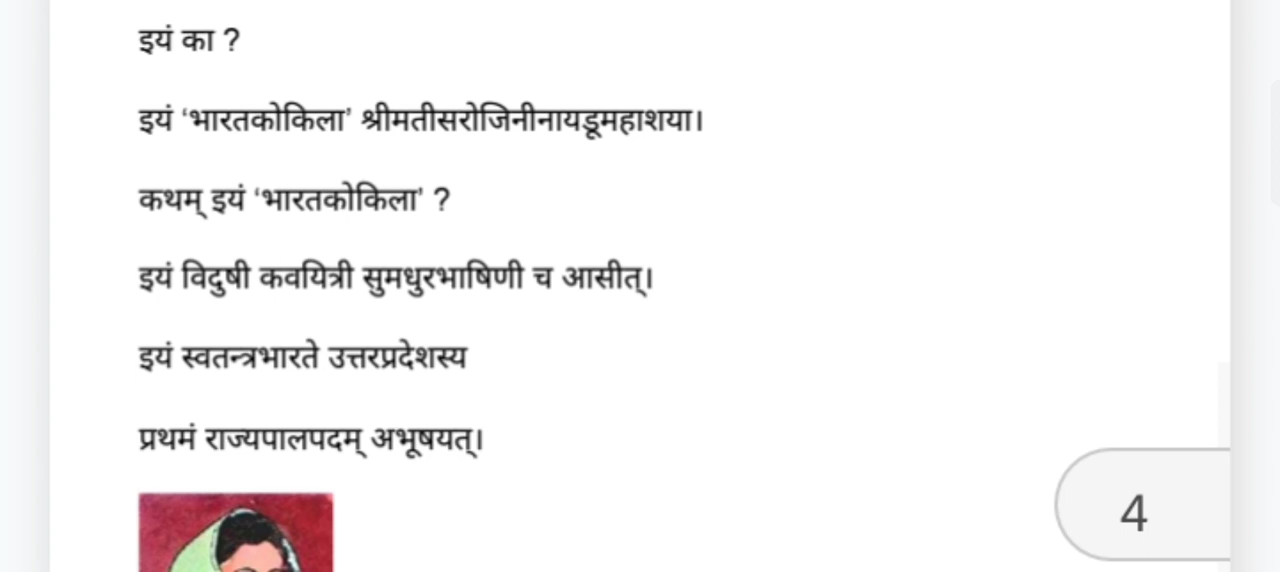 इयं का ?
इयं ‘भारतकोकिला’ श्रीमतीसरोजिनीनायडूमहाशया।
कथम् इयं ‘भारतकोकिला’ ?
इयं विदुषी कवयित्री सुमधुरभाषिणी च आसीत्।
इयं स्वतन्त्रभारते उत्तरप्रदेशस्य
प्रथमं राज्यपालपदम् अभूषयत्।
4